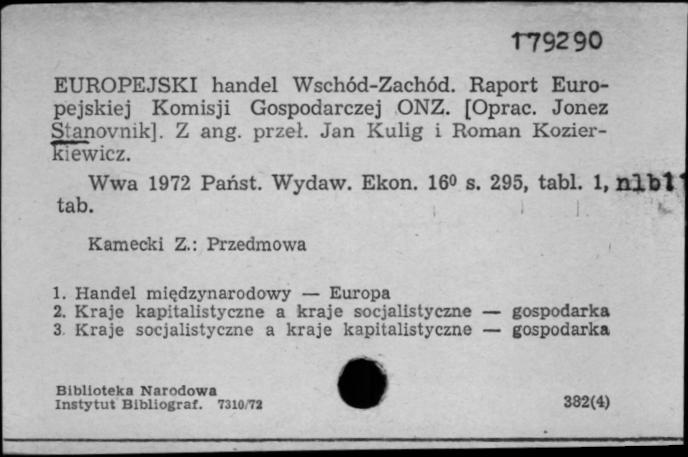 179290
EUROPEJSKI handel Wschód-Zachód. Raport Euro-
pejskiej Komisji Gospodarczej ONZ. [Oprac. Jonez
Stanovnik]. Z ang. przeł. Jan Kulig i Roman Kozier-
kiewicz.
Wwa 1972 Państ. Wydaw. Ekon. 16⁰ s. 295, tabl. 1, nlb11
tab.
Kamecki Z.: Przedmowa
1. Handel międzynarodowy — Europa
2. Kraje kapitalistyczne a kraje socjalistyczne — gospodarka
3. Kraje socjalistyczne a kraje kapitalistyczne — gospodarka
Biblioteka Narodowa
Instytut Bibliograf. 7310/72
382(4)